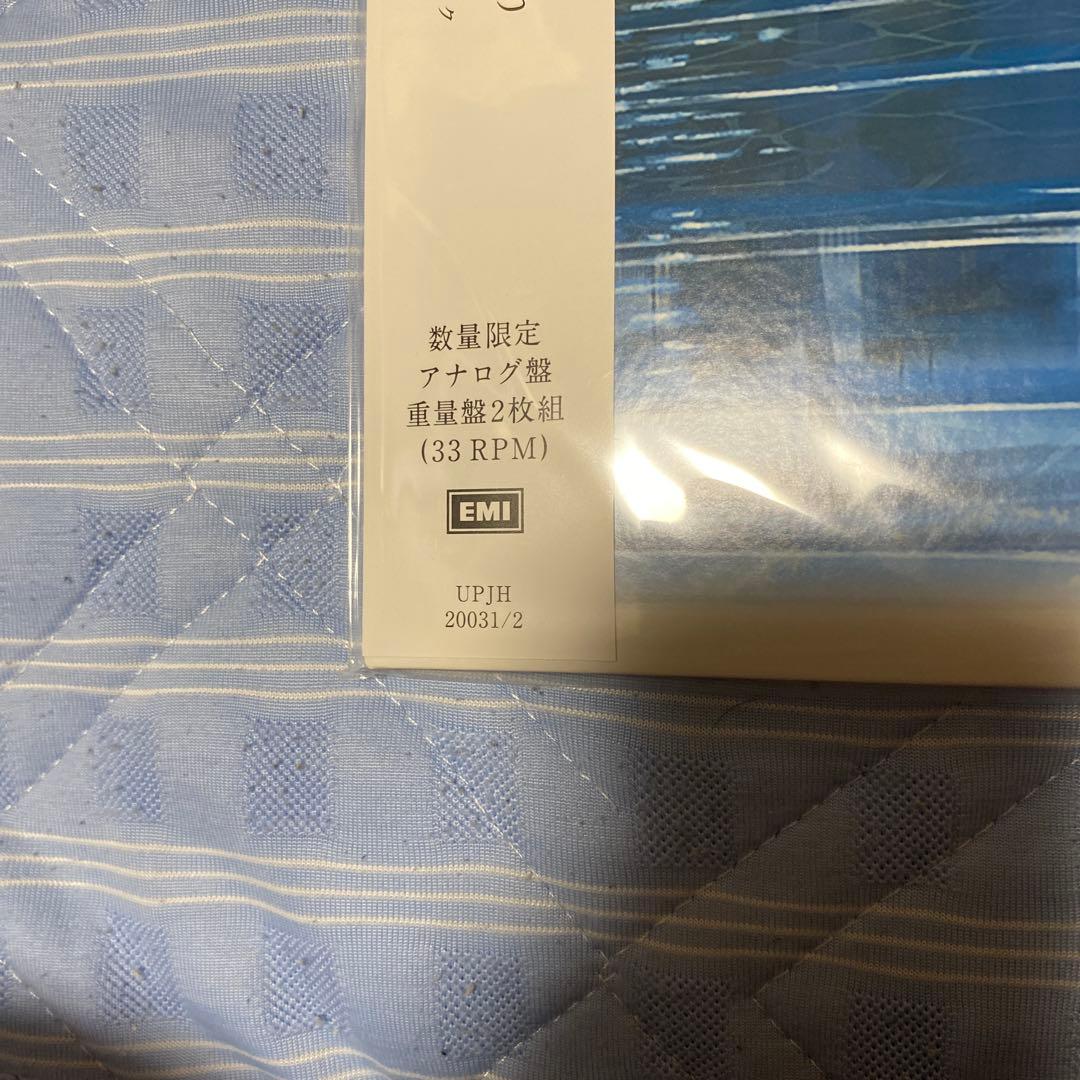 ク
数量限定
アナログ盤
重量盤2枚組
(33 RPM)
EMI
UPJH
20031/2